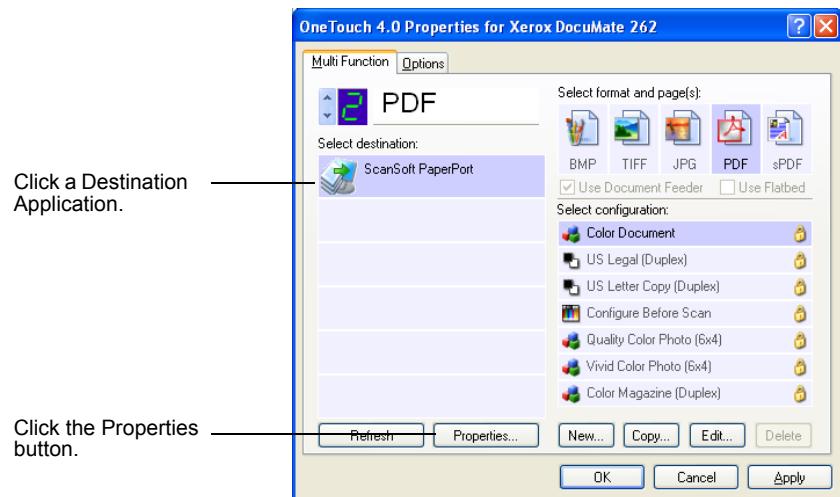 OneTouch 4.0 Properties for Xerox DocuMate 262
Multi Function Options
2 PDF
Select destination:
ScanSoft PaperPort
Select format and page(s):
BMP TIFF JPG PDF sPDF
Use Document Feeder Use Flatbed
Select configuration:
Color Document
US Legal (Duplex)
US Letter Copy (Duplex)
Configure Before Scan
Quality Color Photo (6x4)
Vivid Color Photo (6x4)
Color Magazine (Duplex)
Refresh Properties... New... Copy... Edit... Delete
OK Cancel Apply
Click a Destination
Application.
Click the Properties
button.